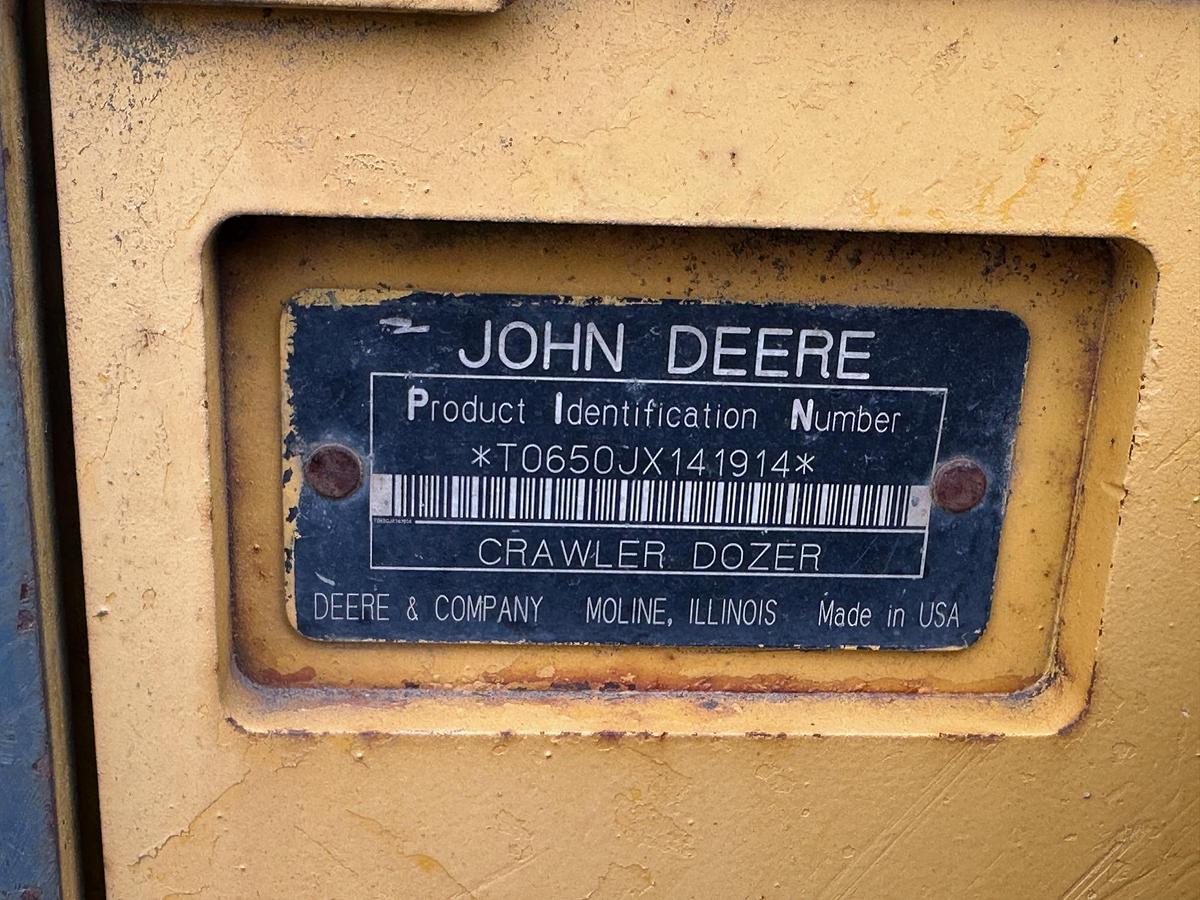 JOHN DEERE
Product Identification Number
*T0650JX141914*
CRAWLER DOZER
DEERE & COMPANY MOLINE, ILLINOIS Made in USA